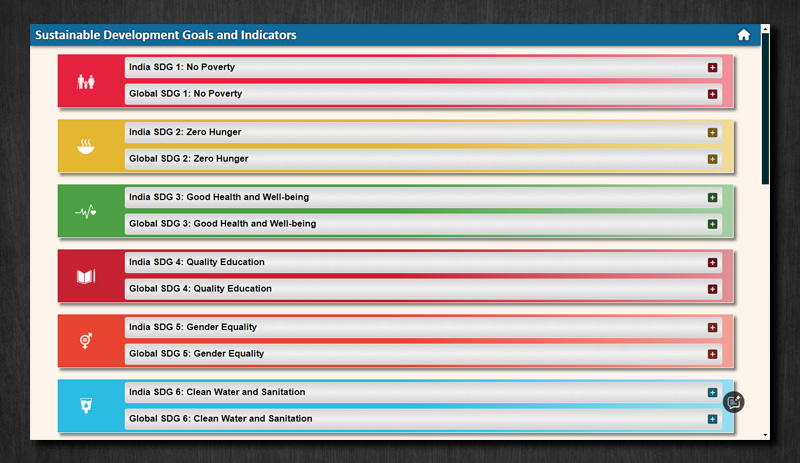 Sustainable Development Goals and Indicators
India SDG 1: No Poverty
Global SDG 1: No Poverty
India SDG 2: Zero Hunger
Global SDG 2: Zero Hunger
India SDG 3: Good Health and Well-being
Global SDG 3: Good Health and Well-being
India SDG 4: Quality Education
Global SDG 4: Quality Education
India SDG 5: Gender Equality
Global SDG 5: Gender Equality
India SDG 6: Clean Water and Sanitation
Global SDG 6: Clean Water and Sanitation